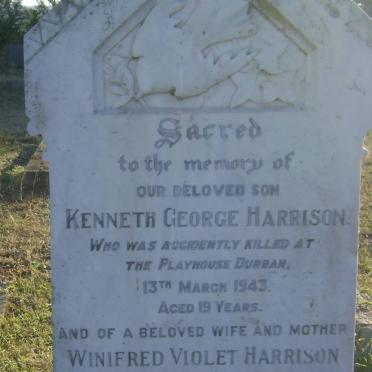 Sacred
to the memory of
OUR BELOVED SON
KENNETH GEORGE HARRISON
WHO WAS ACCIDENTLY KILLED AT
THE PLAYHOUSE DURBAN,
13TH MARCH 1943.
AGED 19 YEARS.
AND OF A BELOVED WIFE AND MOTHER
WINIFRED VIOLET HARRISON